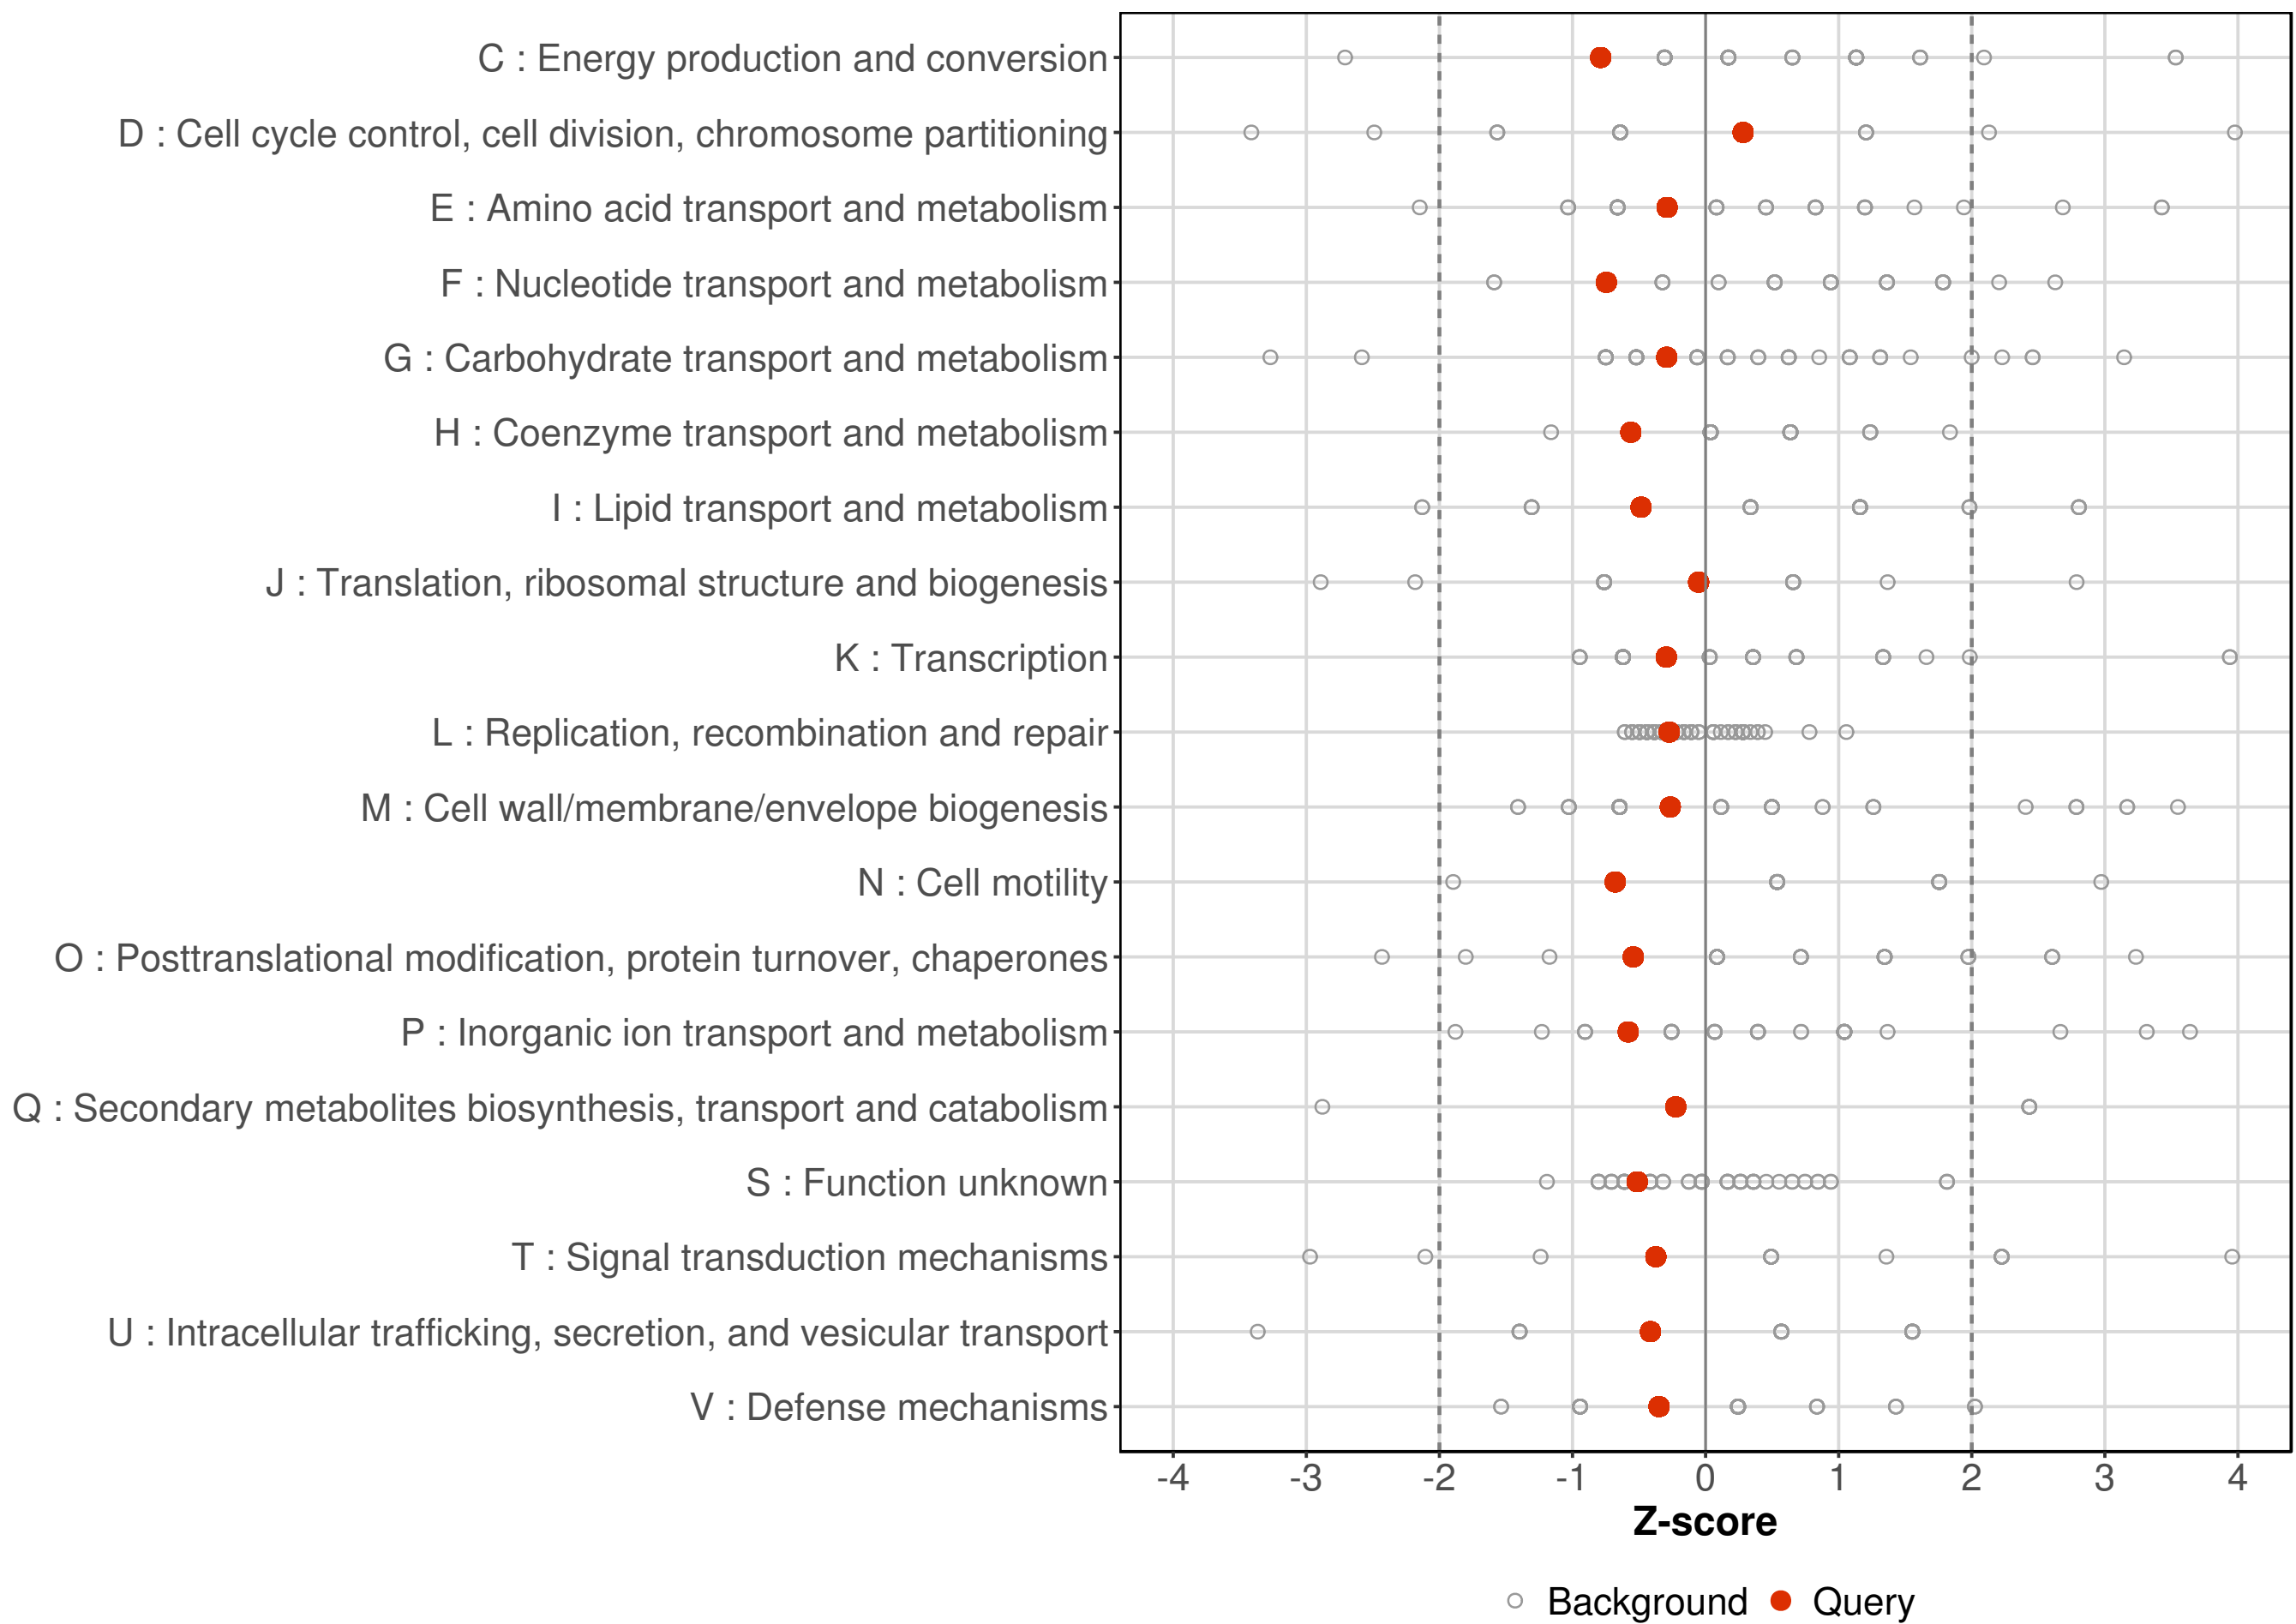 C : Energy production and conversion
D : Cell cycle control, cell division, chromosome partitioning
E : Amino acid transport and metabolism
F : Nucleotide transport and metabolism
G : Carbohydrate transport and metabolism
H : Coenzyme transport and metabolism
I : Lipid transport and metabolism
J : Translation, ribosomal structure and biogenesis
K : Transcription
L : Replication, recombination and repair
M : Cell wall/membrane/envelope biogenesis
N : Cell motility
O : Posttranslational modification, protein turnover, chaperones
P : Inorganic ion transport and metabolism
Q : Secondary metabolites biosynthesis, transport and catabolism
S : Function unknown
T : Signal transduction mechanisms
U : Intracellular trafficking, secretion, and vesicular transport
V : Defense mechanisms
-4 -3 -2 -1 0 1 2 3 4
Z-score
Background Query